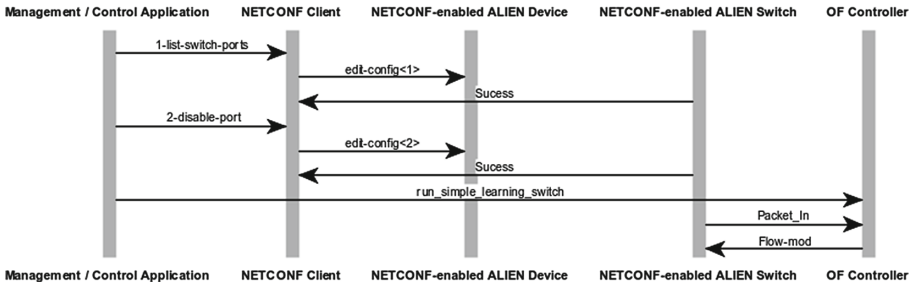 Management / Control Application NETCONF Client NETCONF-enabled ALIEN Device NETCONF-enabled ALIEN Switch OF Controller
1-list-switch-ports
edit-config<1>
Sucess
2-disable-port
edit-config<2>
Sucess
run_simple_learning_switch
Packet_In
Flow-mod
Management / Control Application NETCONF Client NETCONF-enabled ALIEN Device NETCONF-enabled ALIEN Switch OF Controller